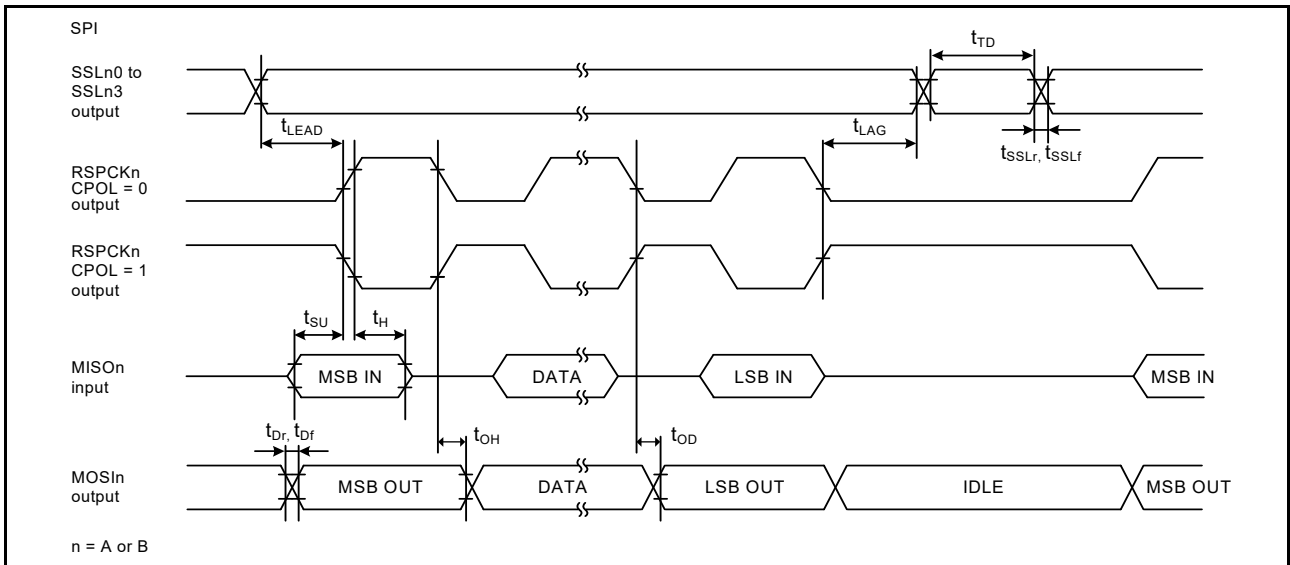 SPI
tTD
SSLn0 to
SSLn3
output
tLEAD
tLAG
tSSLr, tSSLf
RSPCKn
CPOL = 0
output
RSPCKn
CPOL = 1
output
tSU
tH
MISOn
input
MSB IN
DATA
LSB IN
MSB IN
tDr, tDf
tOH
tOD
MOSIn
output
MSB OUT
DATA
LSB OUT
IDLE
MSB OUT
n = A or B